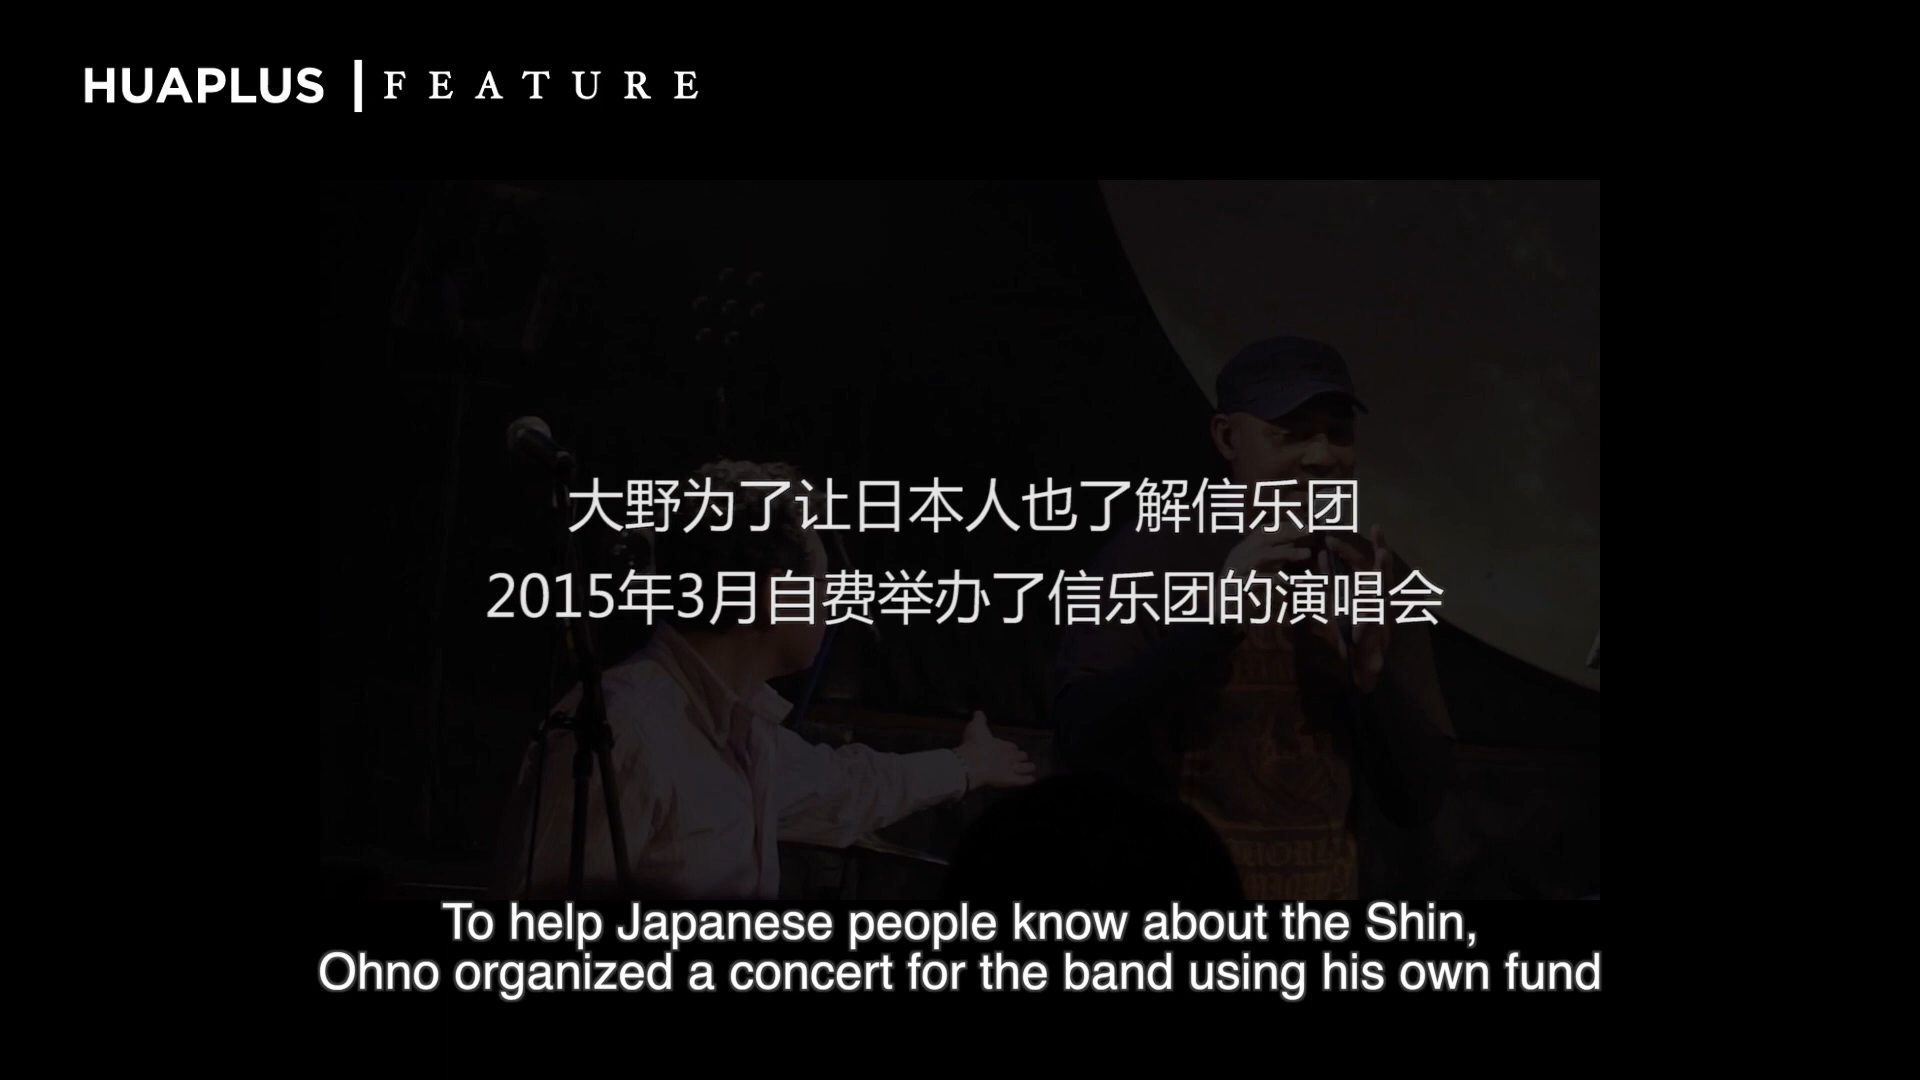 HUAPLUS | FEATURE
大野为了让日本人也了解信乐团
2015年3月自费举办了信乐团的演唱会
To help Japanese people know about the Shin,
Ohno organized a concert for the band using his own fund